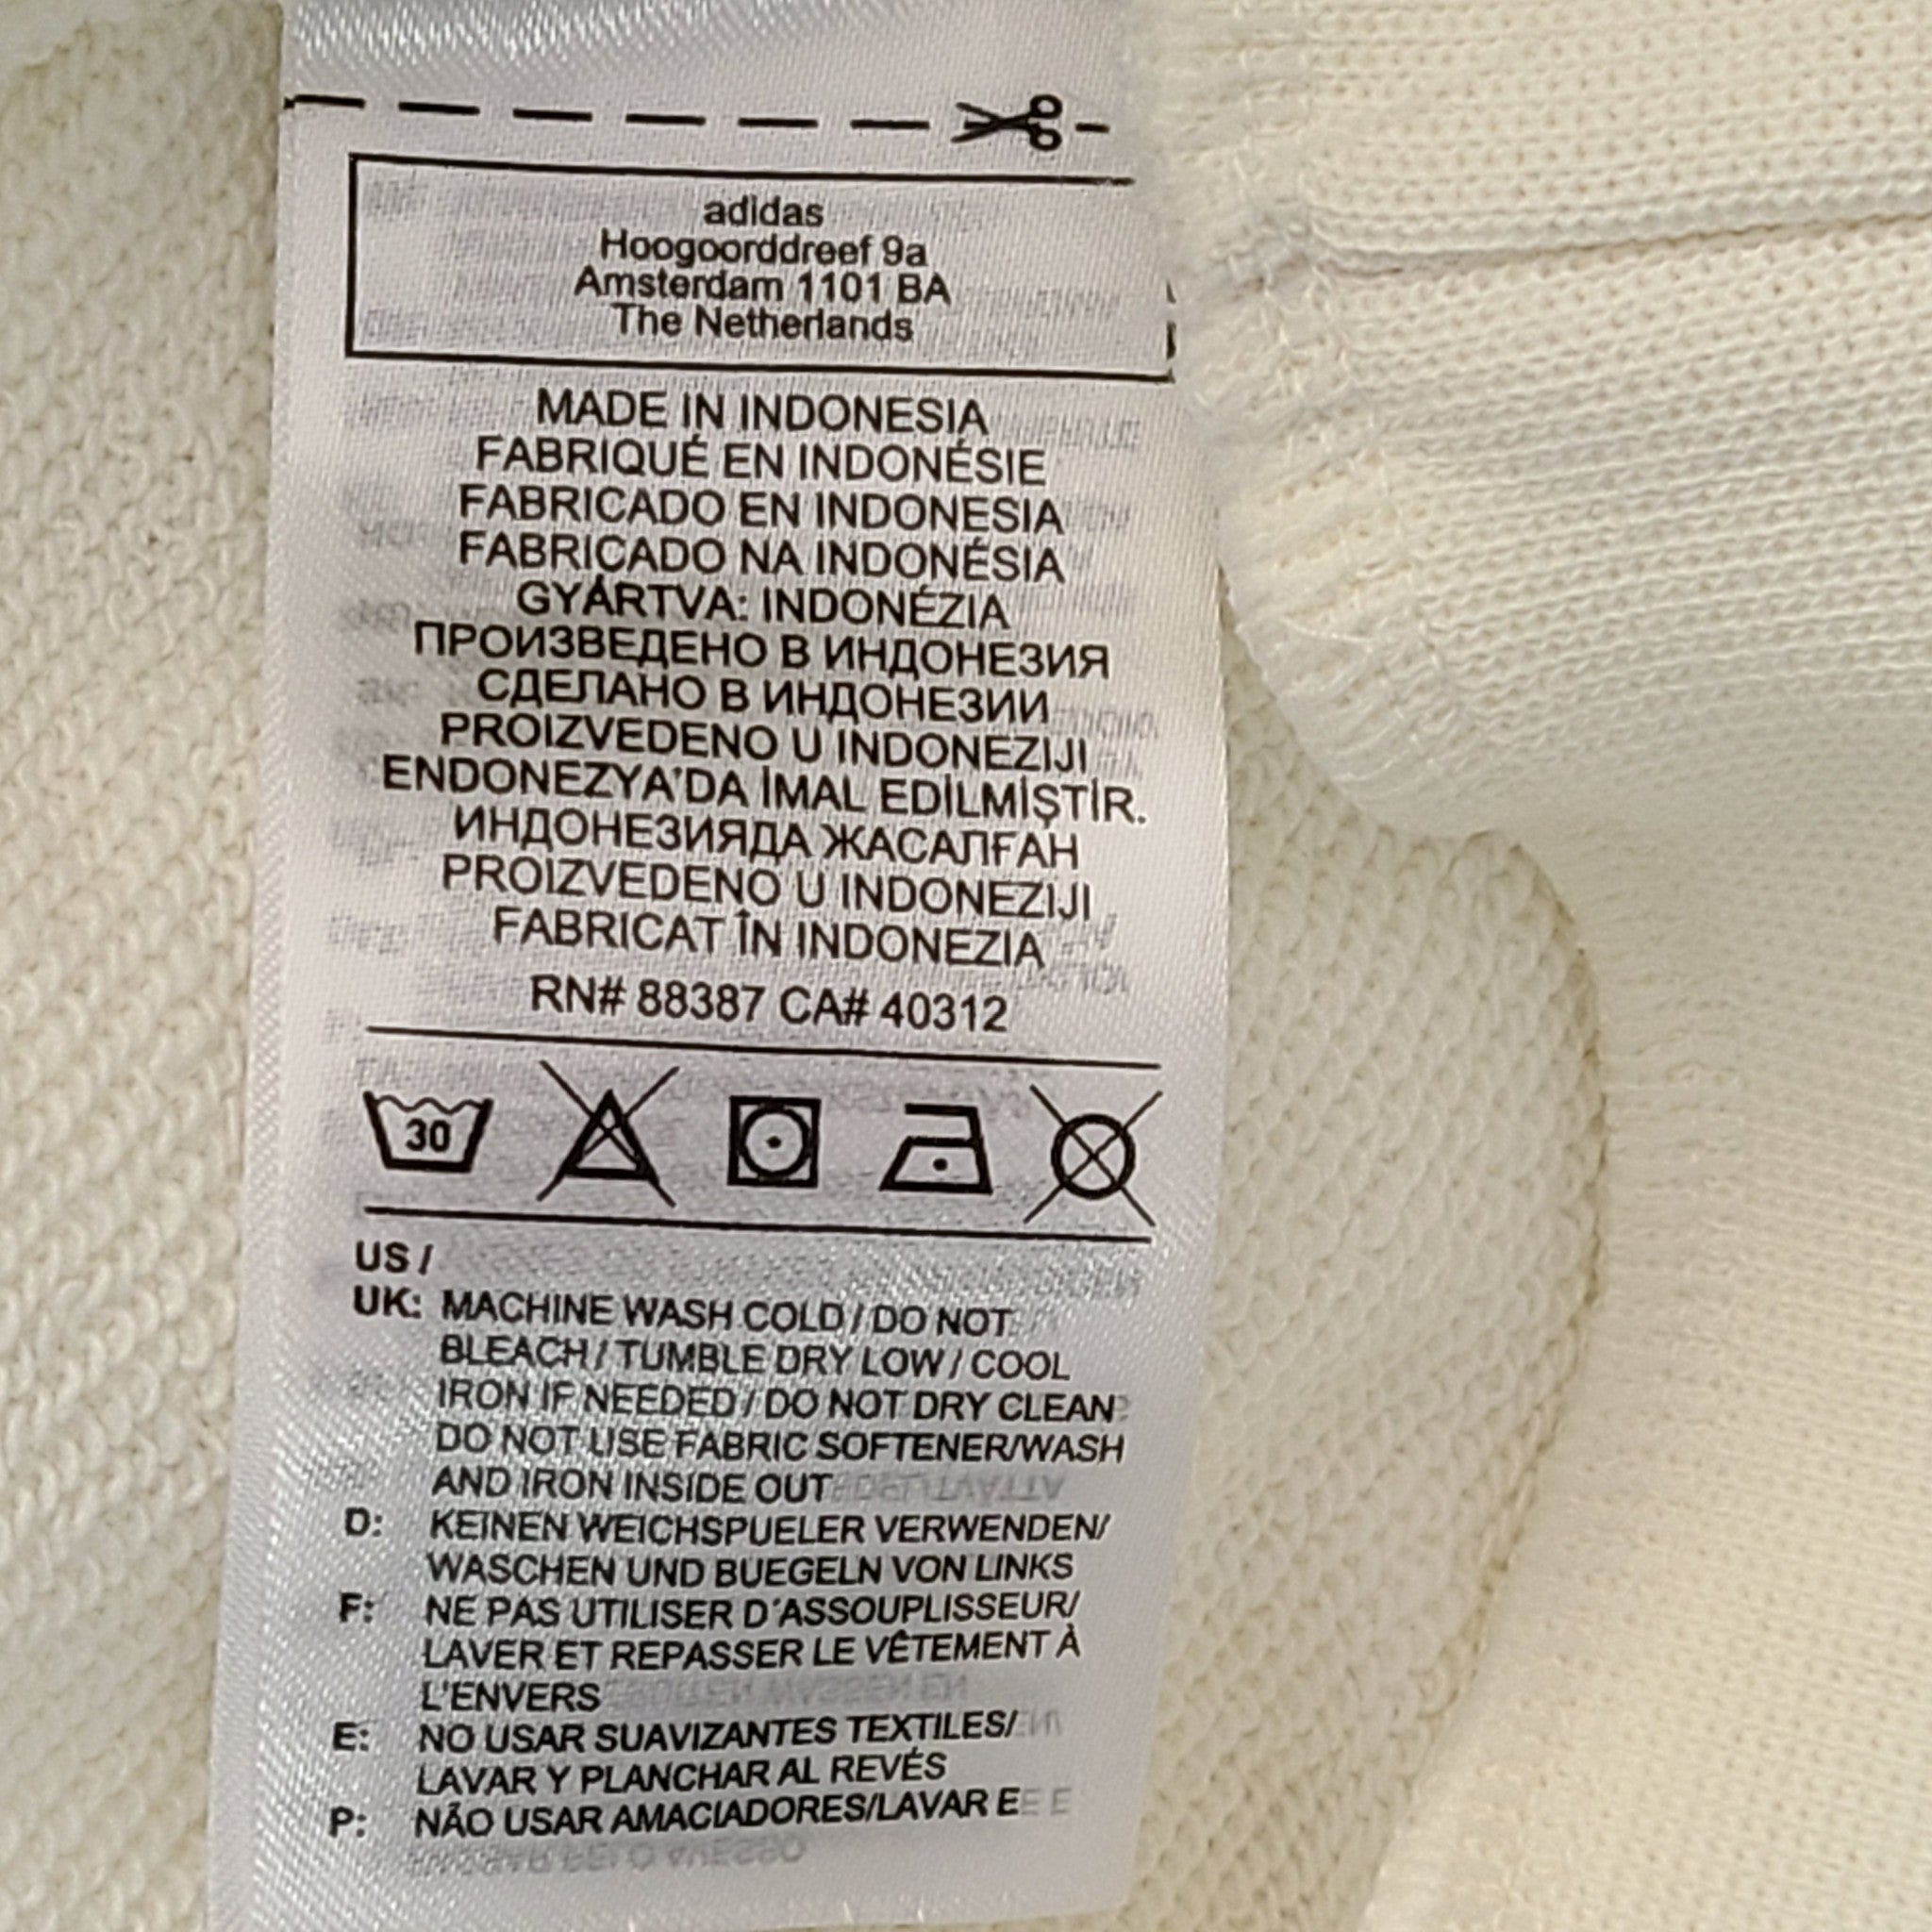 adidas
Hoogoorddreef 9a
Amsterdam 1101 BA
The Netherlands
MADE IN INDONESIA
FABRIQUÉ EN INDONÉSIE
FABRICADO EN INDONESIA
FABRICADO NA INDONÉSIA
GYÁRTVA: INDONÉZIA
ПРОИЗВЕДЕНО В ИНДОНЕЗИЯ
СДЕЛАНО В ИНДОНЕЗИИ
PROIZVEDENO U INDONEZIJI
ENDONEZYA'DA İMAL EDİLMİŞTİR.
ИНДОНЕЗИЯДА ЖАСАЛҒАН
PROIZVEDENO U INDONEZIJI
FABRICAT ÎN INDONEZIA
RN# 88387 CA# 40312
30
US /
UK: MACHINE WASH COLD / DO NOT
BLEACH / TUMBLE DRY LOW / COOL
IRON IF NEEDED / DO NOT DRY CLEAN
DO NOT USE FABRIC SOFTENER/WASH
AND IRON INSIDE OUT
D: KEINEN WEICHSPUELER VERWENDEN/
WASCHEN UND BUEGELN VON LINKS
F: NE PAS UTILISER D'ASSOUPLISSEUR/
LAVER ET REPASSER LE VÊTEMENT À
L'ENVERS
E: NO USAR SUAVIZANTES TEXTILES/
LAVAR Y PLANCHAR AL REVÉS
P: NÃO USAR AMACIADORES/LAVAR E